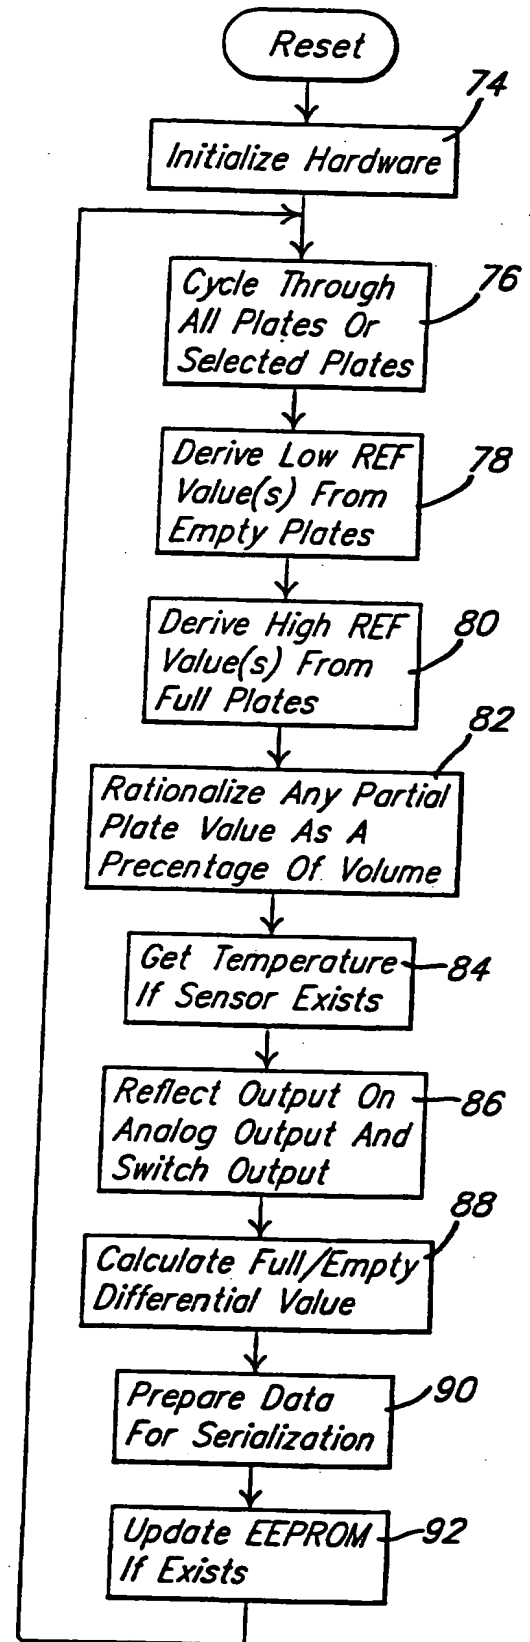 Reset
74
Initialize Hardware
76
Cycle Through
All Plates Or
Selected Plates
78
Derive Low REF
Value(s) From
Empty Plates
80
Derive High REF
Value(s) From
Full Plates
82
Rationalize Any Partial
Plate Value As A
Precentage Of Volume
Get Temperature
If Sensor Exists
84
Reflect Output On
Analog Output And
Switch Output
86
88
Calculate Full/Empty
Differential Value
90
Prepare Data
For Serialization
Update EEPROM
If Exists
92